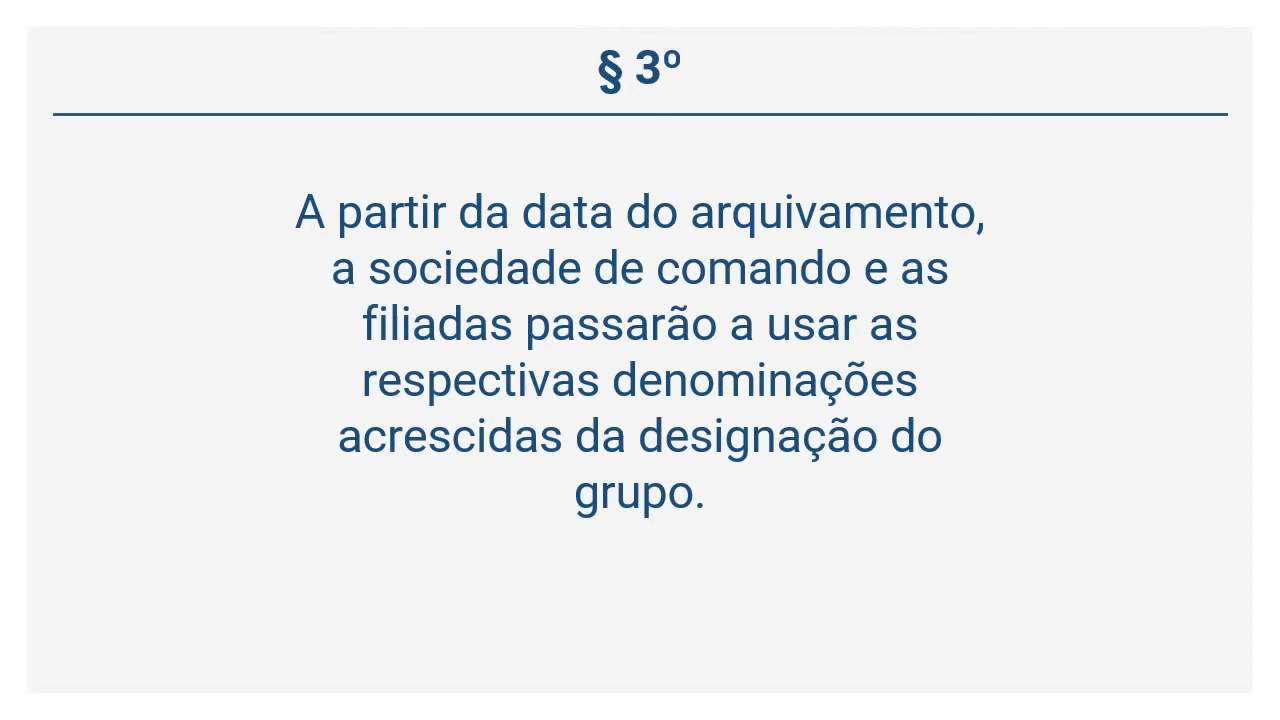 § 3º
A partir da data do arquivamento,
a sociedade de comando e as
filiadas passarão a usar as
respectivas denominações
acrescidas da designação do
grupo.